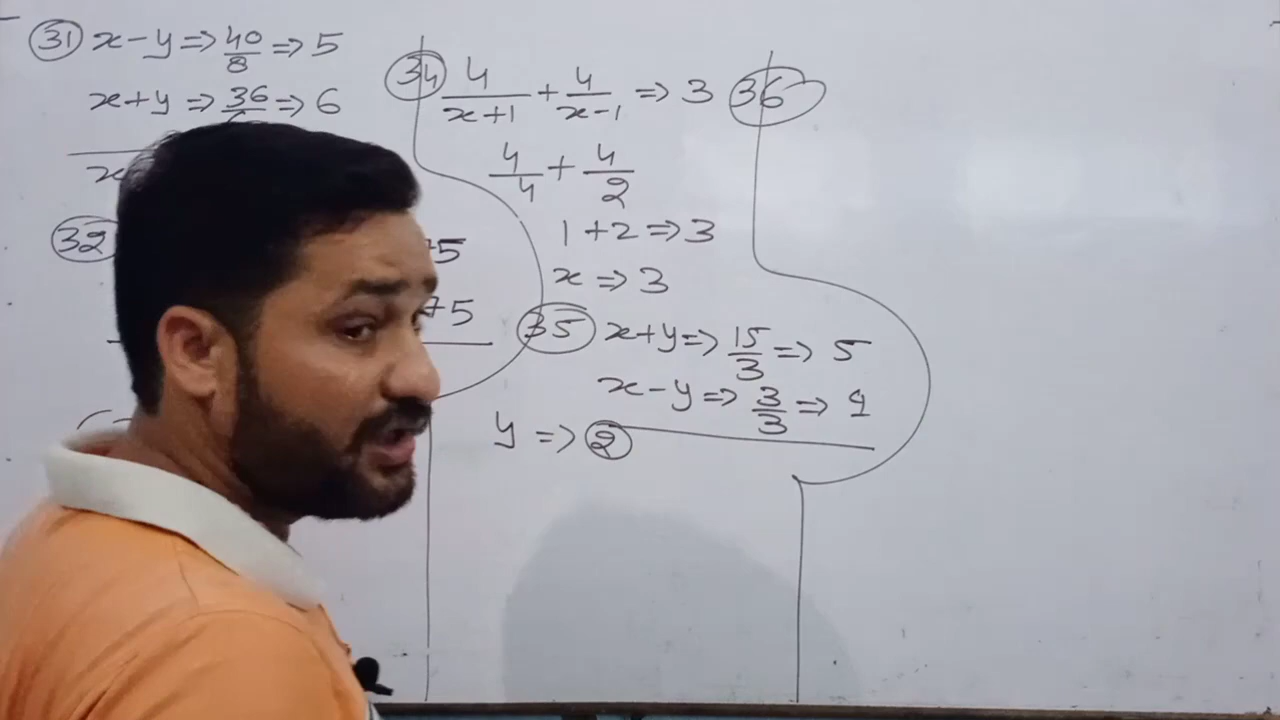 31 x-y => 40/8 => 5
x+y => 36/ => 6
x
32
+5
+5
34 4/(x+1) + 4/(x-1) => 3
4/4 + 4/2
1+2 => 3
x => 3
35 x+y => 15/3 => 5
x-y => 3/3 => 1
y => 2
36